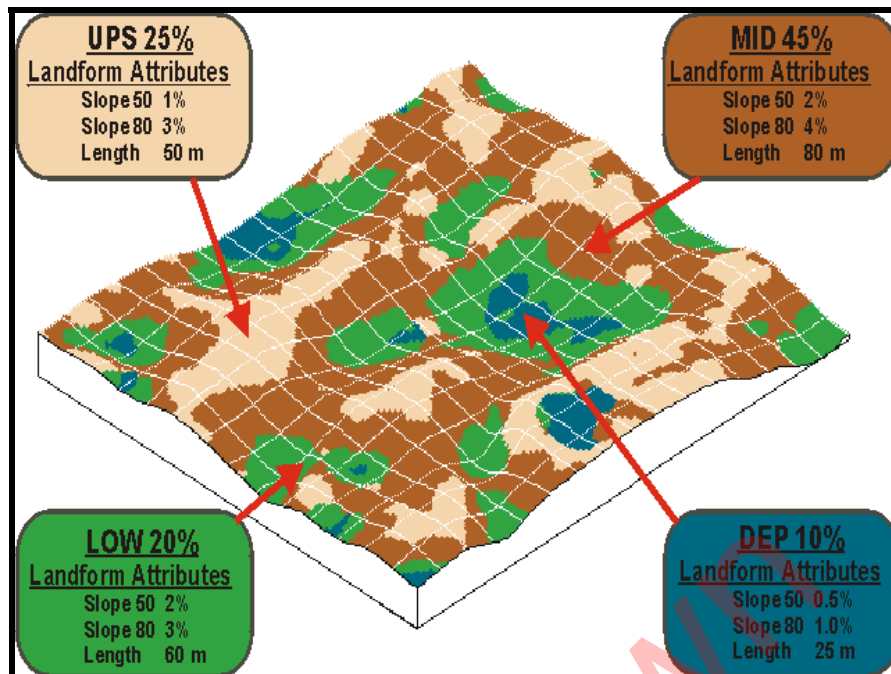 UPS 25%
Landform Attributes
Slope 50 1%
Slope 80 3%
Length 50 m
MID 45%
Landform Attributes
Slope 50 2%
Slope 80 4%
Length 80 m
LOW 20%
Landform Attributes
Slope 50 2%
Slope 80 3%
Length 60 m
DEP 10%
Landform Attributes
Slope 50 0.5%
Slope 80 1.0%
Length 25 m